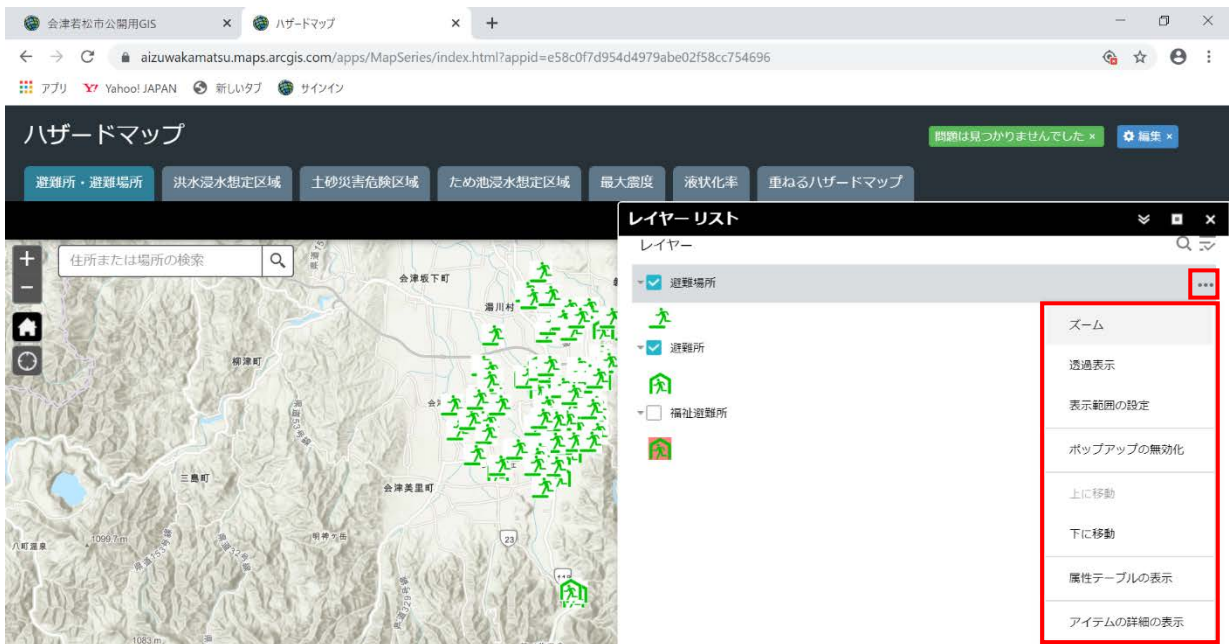 会津若松市公開用GIS
ハザードマップ
aizuwakamatsu.maps.arcgis.com/apps/MapSeries/index.html?appid=e58c0f7d954d4979abe02f58cc754696
アプリ Yahoo! JAPAN 新しいタブ サインイン
ハザードマップ
問題は見つかりませんでした ×
編集 ×
避難所・避難場所 洪水浸水想定区域 土砂災害危険区域 ため池浸水想定区域 最大震度 液状化率 重ねるハザードマップ
レイヤー リスト
レイヤー
住所または場所の検索
会津坂下町
湯川村
柳津町
三島町
会津美里町
明神ヶ岳
23
1099.7 m
八町温泉
県道53号線
1083 m
避難場所
避難所
福祉避難所
ズーム
透過表示
表示範囲の設定
ポップアップの無効化
上に移動
下に移動
属性テーブルの表示
アイテムの詳細の表示